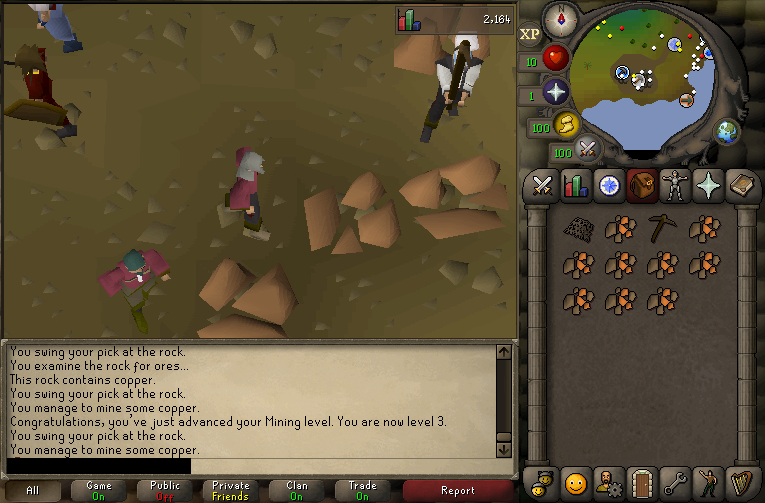 2,164
XP
10
1
100
100
You swing your pick at the rock.
You examine the rock for ores...
This rock contains copper.
You swing your pick at the rock.
You manage to mine some copper.
Congratulations, you've just advanced your Mining level. You are now level 3.
You swing your pick at the rock.
You manage to mine some copper.
All
Game
On
Public
Off
Private
Friends
Clan
On
Trade
On
Report